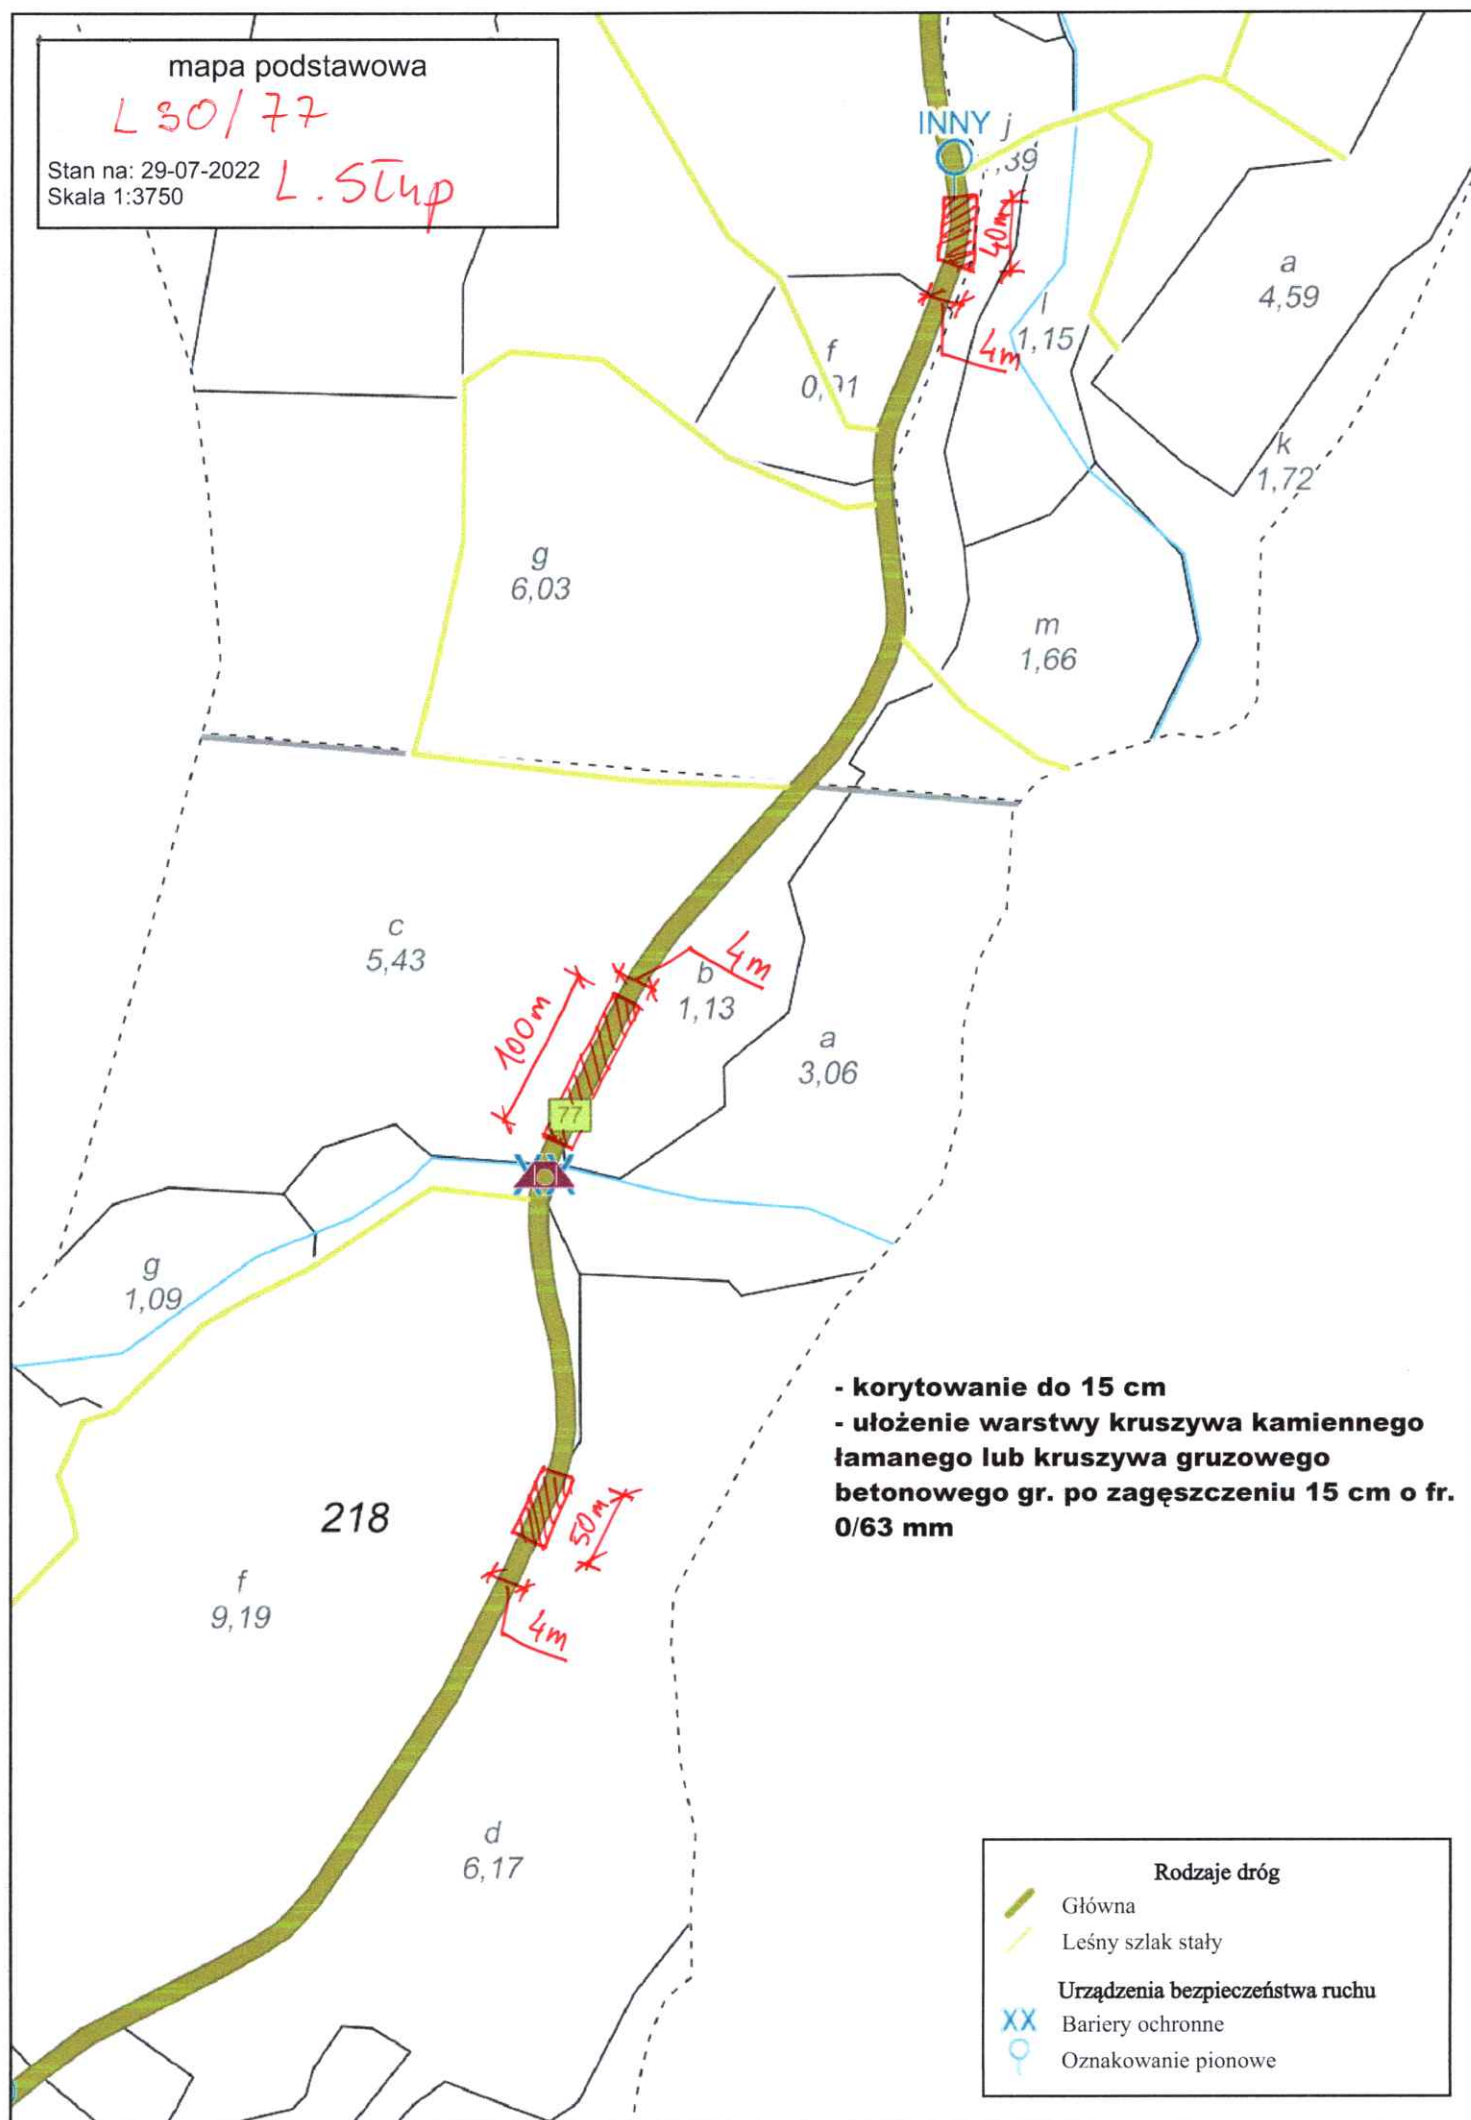 mapa podstawowa
L30/77
Stan na: 29-07-2022
Skala 1:3750
L. Słup
INNY
j
,39
40m
a
4,59
l
1,15
4m
f
k
1,72
g
6,03
m
1,66
c
5,43
4m
b
1,13
100m
a
3,06
77
g
1,09
- korytowanie do 15 cm
- ułożenie warstwy kruszywa kamiennego
łamanego lub kruszywa gruzowego
betonowego gr. po zagęszczeniu 15 cm o fr.
0/63 mm
218
50m
f
9,19
4m
d
6,17
Rodzaje dróg
Główna
Leśny szlak stały
Urządzenia bezpieczeństwa ruchu
XX Bariery ochronne
Oznakowanie pionowe